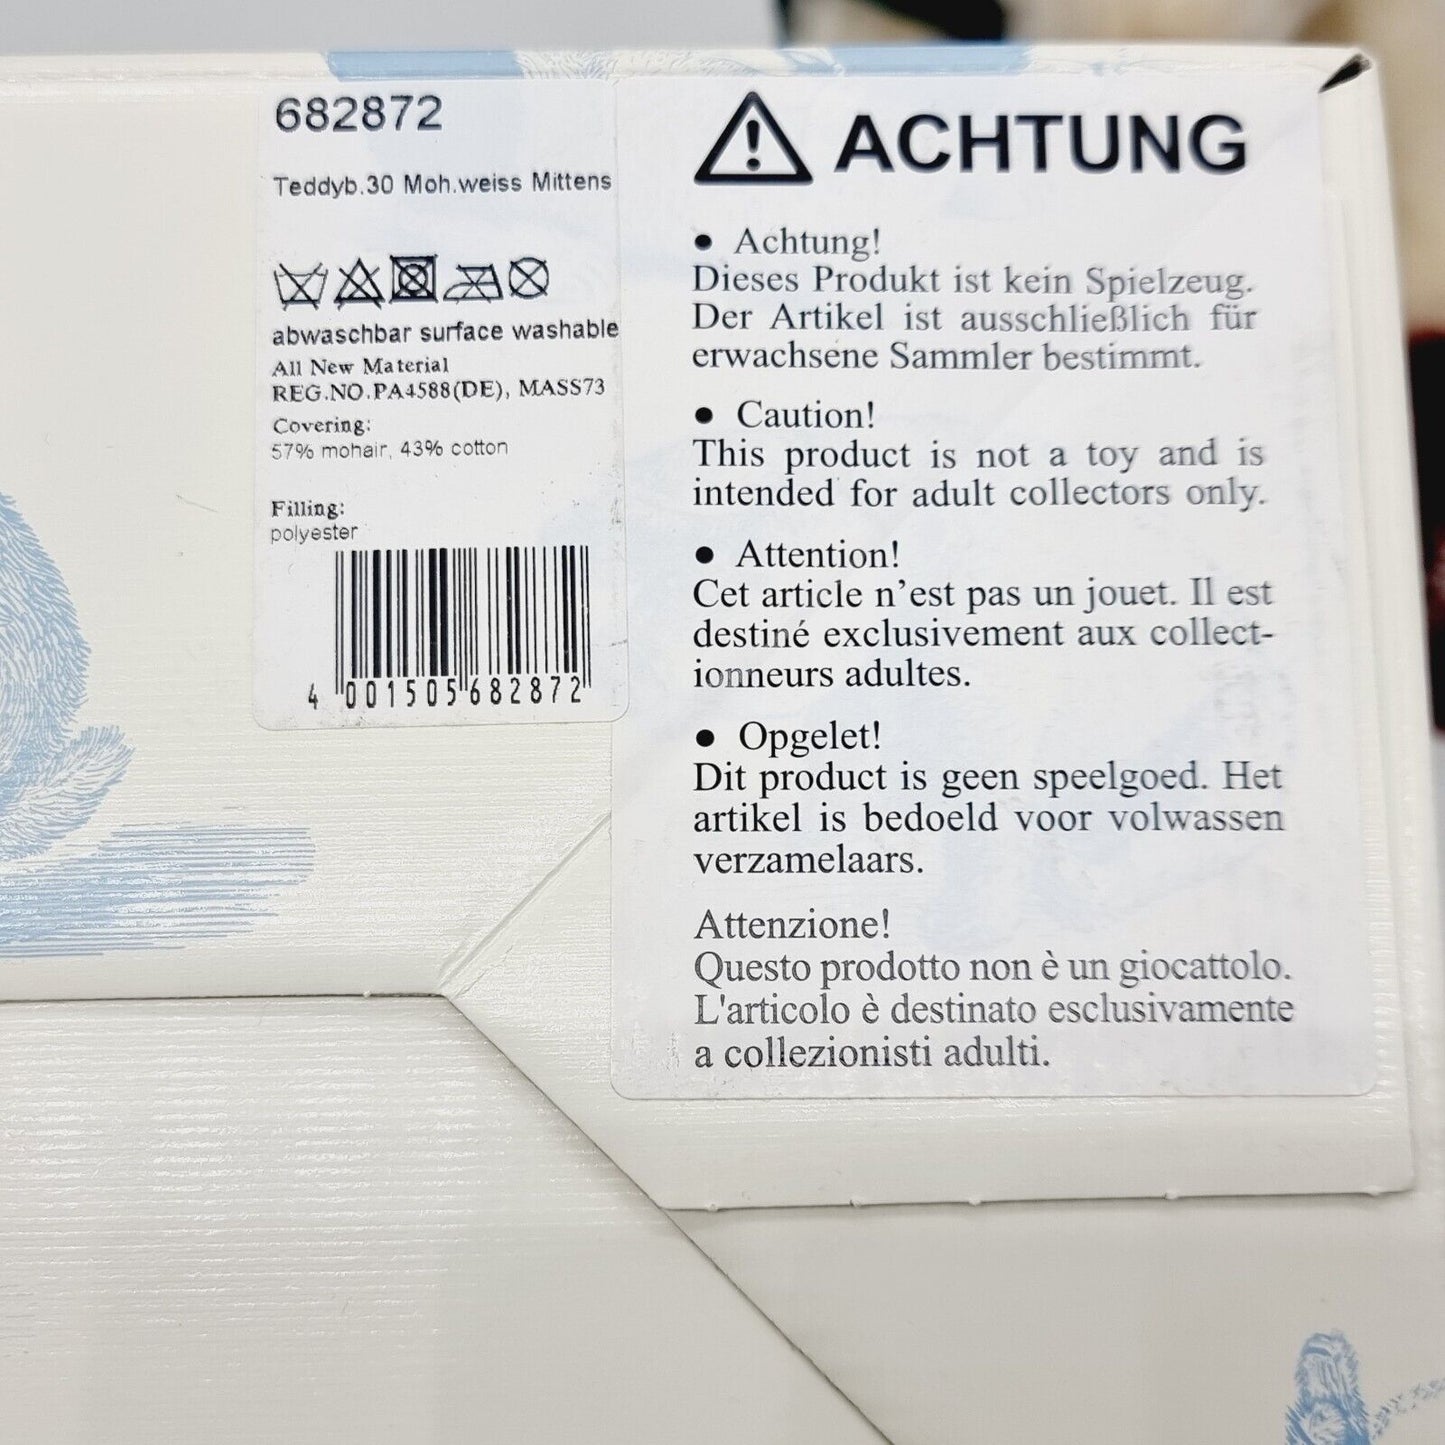 682872
Teddyb.30 Moh.weiss Mittens
abwaschbar surface washable
All New Material
REG.NO.PA4588(DE), MASS73
Covering:
57% mohair, 43% cotton
Filling:
polyester
4 001505 682872
ACHTUNG
• Achtung!
Dieses Produkt ist kein Spielzeug.
Der Artikel ist ausschließlich für
erwachsene Sammler bestimmt.
• Caution!
This product is not a toy and is
intended for adult collectors only.
• Attention!
Cet article n’est pas un jouet. Il est
destiné exclusivement aux collect-
ionneurs adultes.
• Opgelet!
Dit product is geen speelgoed. Het
artikel is bedoeld voor volwassen
verzamelaars.
Attenzione!
Questo prodotto non è un giocattolo.
L'articolo è destinato esclusivamente
a collezionisti adulti.